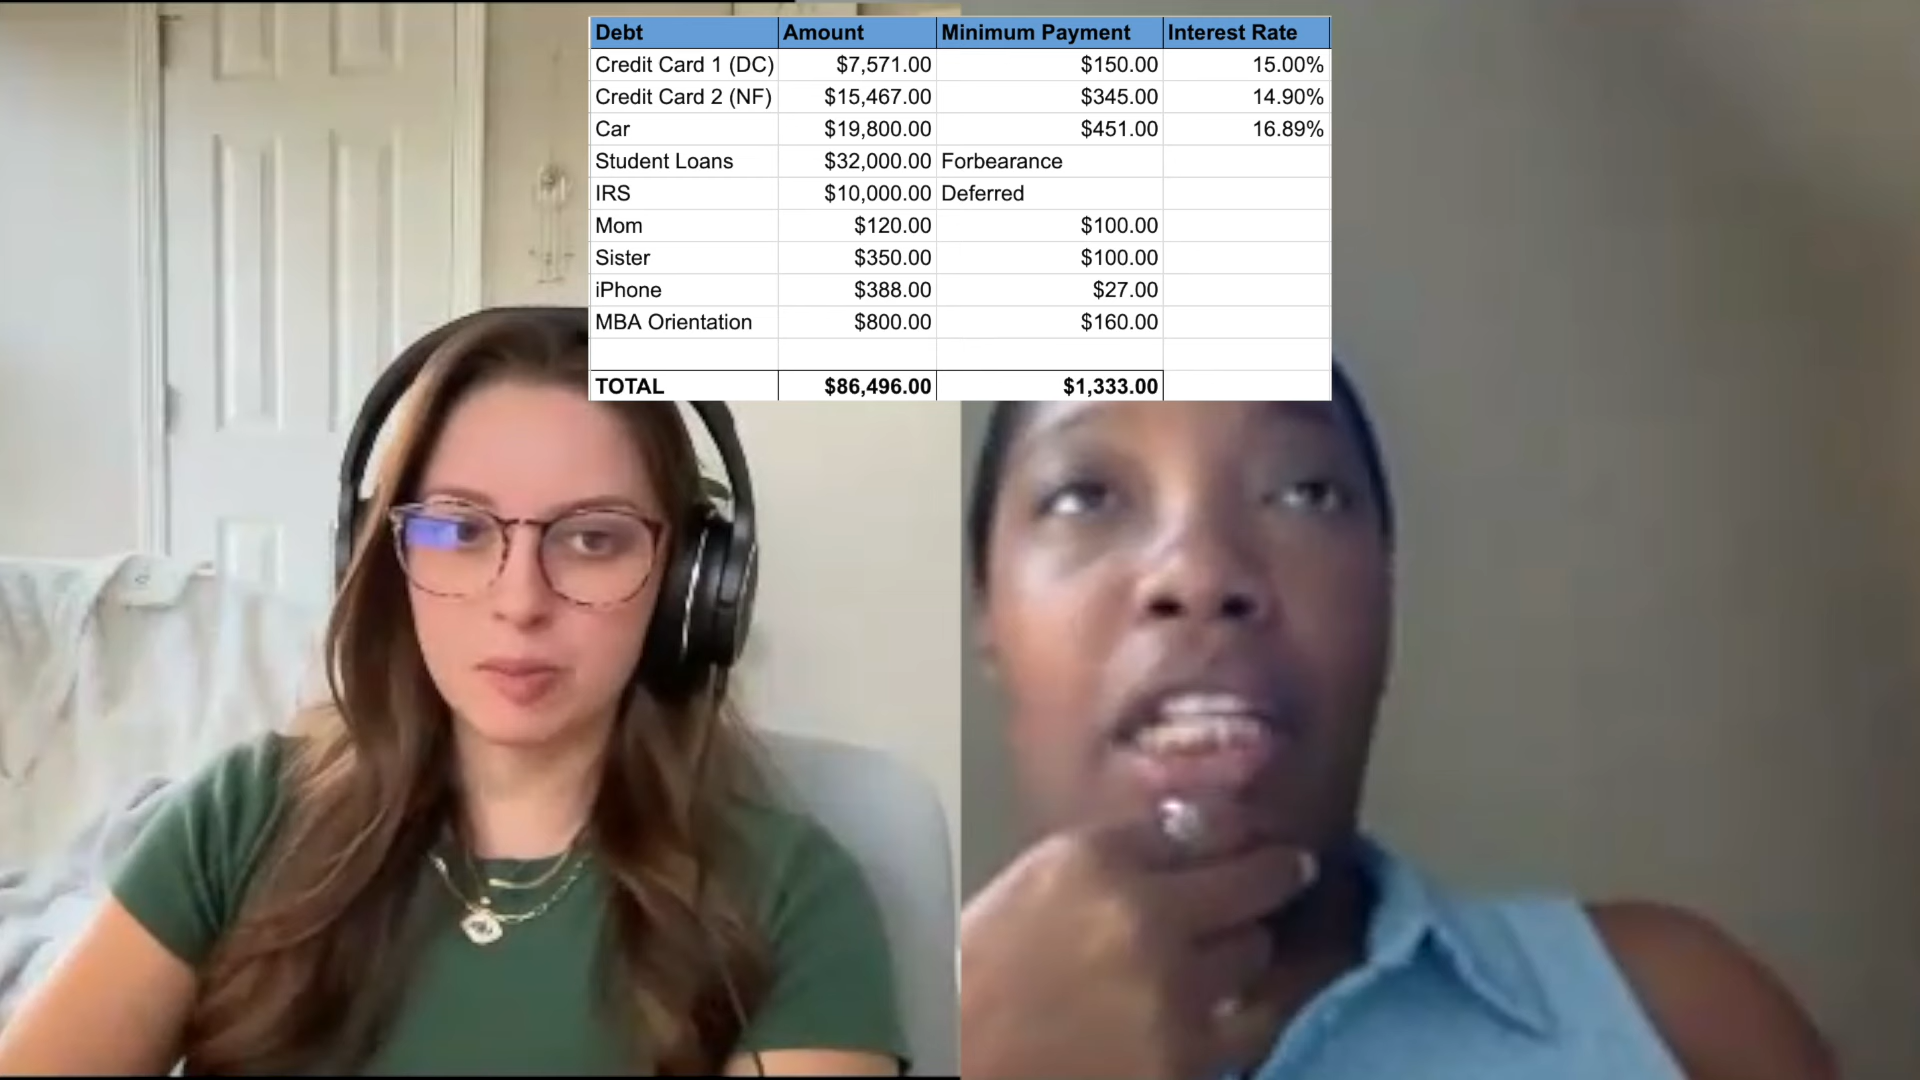 Debt Amount Minimum Payment Interest Rate
Credit Card 1 (DC) $7,571.00 $150.00 15.00%
Credit Card 2 (NF) $15,467.00 $345.00 14.90%
Car $19,800.00 $451.00 16.89%
Student Loans $32,000.00 Forbearance
IRS $10,000.00 Deferred
Mom $120.00 $100.00
Sister $350.00 $100.00
iPhone $388.00 $27.00
MBA Orientation $800.00 $160.00
TOTAL $86,496.00 $1,333.00